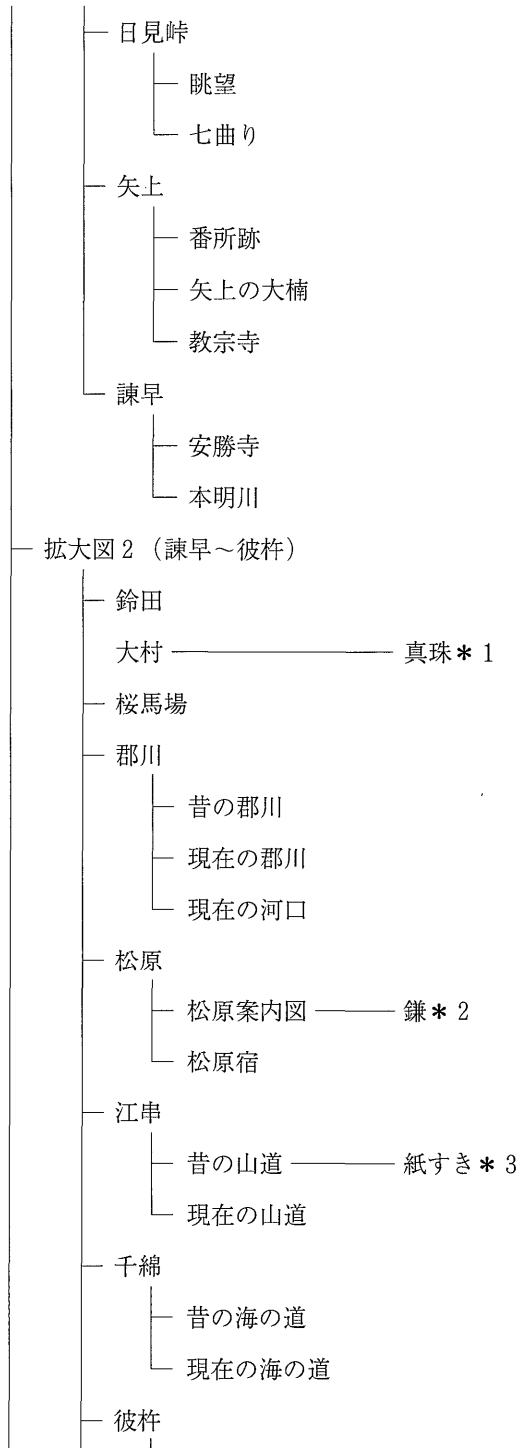 日見峠
眺望
七曲り
矢上
番所跡
矢上の大楠
教宗寺
諫早
安勝寺
本明川
拡大図2（諫早～彼杵）
鈴田
大村 真珠＊1
桜馬場
郡川
昔の郡川
現在の郡川
現在の河口
松原
松原案内図 鎌＊2
松原宿
江串
昔の山道 紙すき＊3
現在の山道
千綿
昔の海の道
現在の海の道
彼杵